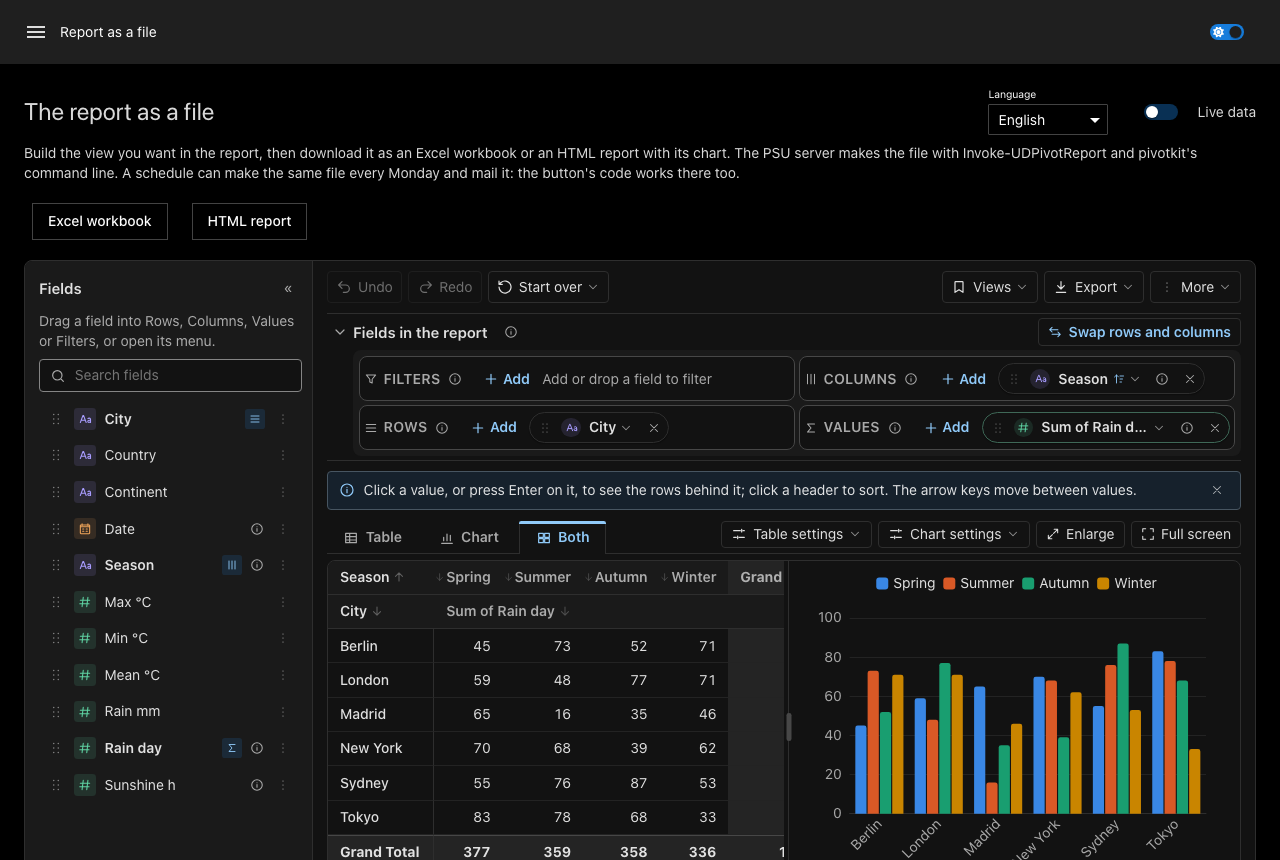 Report as a file
The report as a file
Language
English
Live data
Build the view you want in the report, then download it as an Excel workbook or an HTML report with its chart. The PSU server makes the file with Invoke-UDPivotReport and pivotkit's
command line. A schedule can make the same file every Monday and mail it: the button's code works there too.
Excel workbook
HTML report
Fields «
Drag a field into Rows, Columns, Values
or Filters, or open its menu.
Search fields
Aa City
Aa Country
Aa Continent
Date
Aa Season
# Max °C
# Min °C
# Mean °C
# Rain mm
# Rain day Σ
# Sunshine h
Undo Redo Start over Views Export More
Fields in the report Swap rows and columns
FILTERS + Add Add or drop a field to filter
COLUMNS + Add Aa Season
ROWS + Add Aa City
Σ VALUES + Add # Sum of Rain d...
Click a value, or press Enter on it, to see the rows behind it; click a header to sort. The arrow keys move between values.
Table Chart Both Table settings Chart settings Enlarge Full screen
Season ↑ ↓ Spring ↓ Summer ↓ Autumn ↓ Winter Grand
City ↓ Sum of Rain day ↓
Berlin 45 73 52 71
London 59 48 77 71
Madrid 65 16 35 46
New York 70 68 39 62
Sydney 55 76 87 53
Tokyo 83 78 68 33
Grand Total 377 359 358 336 1
Spring Summer Autumn Winter
100
80
60
40
20
0
Berlin London Madrid ew York Sydney Tokyo